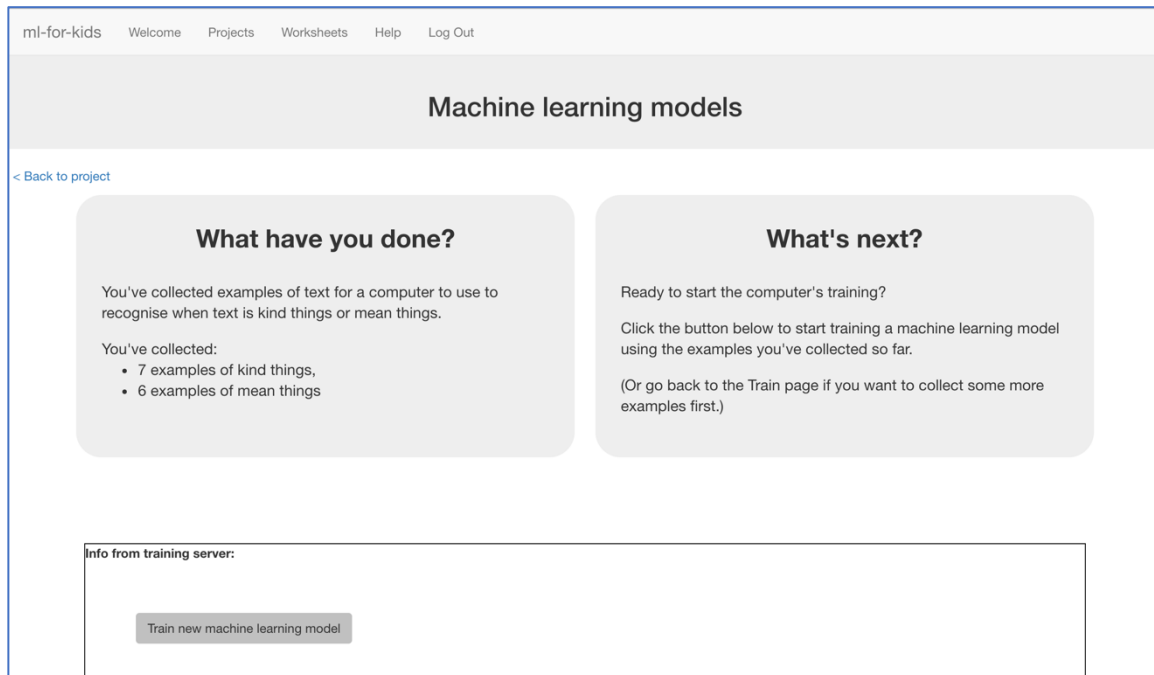 ml-for-kids Welcome Projects Worksheets Help Log Out
Machine learning models
< Back to project
What have you done?
You've collected examples of text for a computer to use to
recognise when text is kind things or mean things.
You've collected:
• 7 examples of kind things,
• 6 examples of mean things
What's next?
Ready to start the computer's training?
Click the button below to start training a machine learning model
using the examples you've collected so far.
(Or go back to the Train page if you want to collect some more
examples first.)
Info from training server:
Train new machine learning model